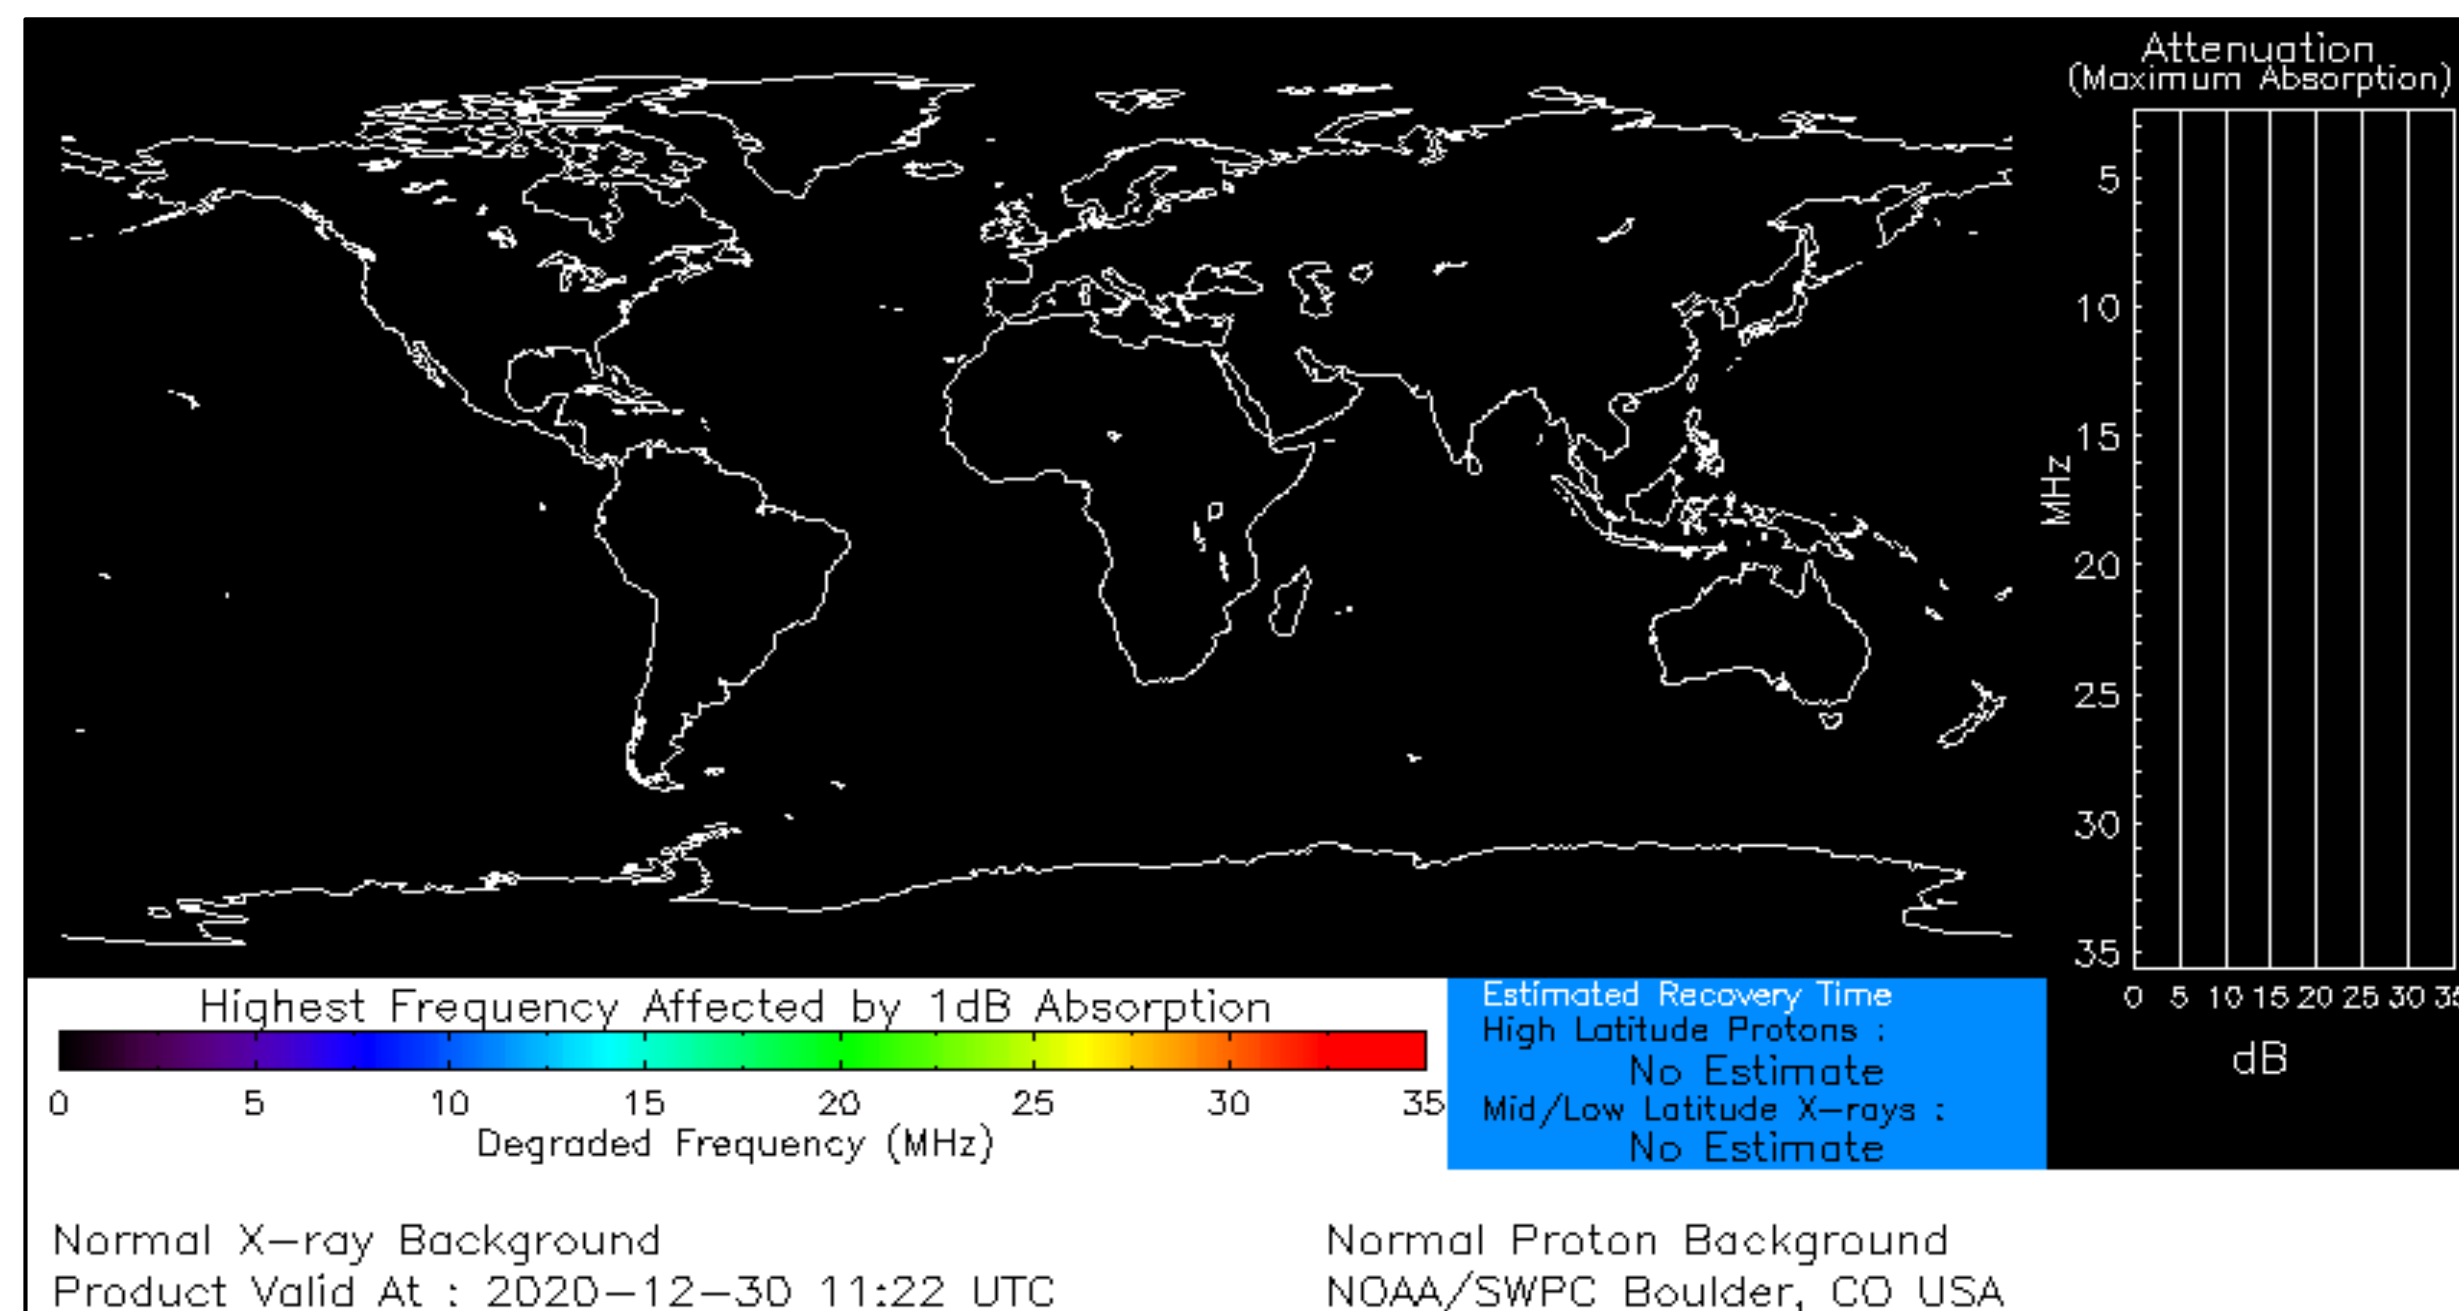 Attenuation
(Maximum Absorption)
5
10
15
20
25
30
35
MHz
0 5 10 15 20 25 30
dB
Highest Frequency Affected by 1dB Absorption
0 5 10 15 20 25 30 35
Degraded Frequency (MHz)
Estimated Recovery Time
High Latitude Protons :
No Estimate
Mid/Low Latitude X-rays :
No Estimate
Normal X-ray Background
Normal Proton Background
Product Valid At : 2020-12-30 11:22 UTC
NOAA/SWPC Boulder, CO USA